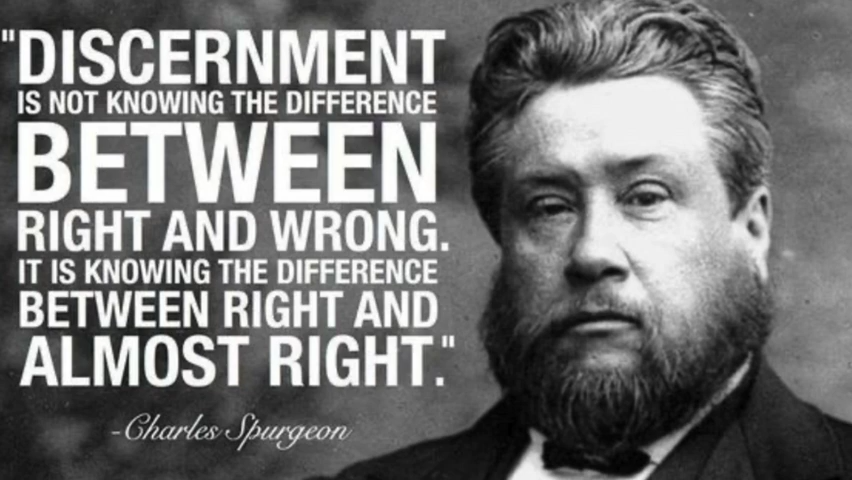 "DISCERNMENT
IS NOT KNOWING THE DIFFERENCE
BETWEEN
RIGHT AND WRONG.
IT IS KNOWING THE DIFFERENCE
BETWEEN RIGHT AND
ALMOST RIGHT."
-Charles Spurgeon